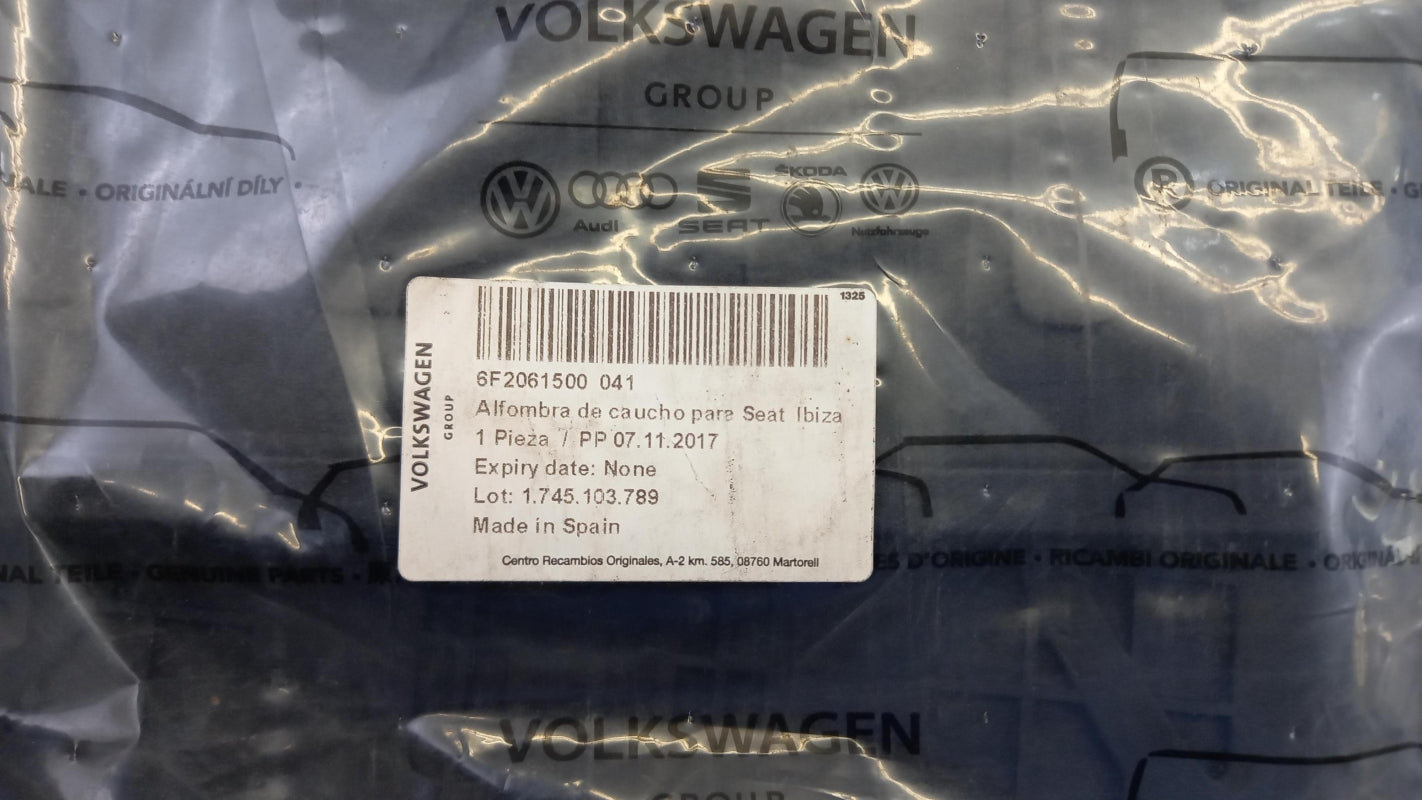 VOLKSWAGEN
GROUP
ORIGINÁLNÍ DÍLY •
Audi
SEAT
ŠKODA
Nutzfahrzeuge
® ORIGINAL TEILE •
1325
VOLKSWAGEN
GROUP
6F2061500 041
Alfombra de caucho para Seat Ibiza
1 Pieza / PP 07.11.2017
Expiry date: None
Lot: 1.745.103.789
Made in Spain
Centro Recambios Originales, A-2 km. 585, 08760 Martorell
TEILE • GENUINE PARTS •
D'ORIGINE • RICAMBI ORIGINALE •
VOLKSWAGEN
GROUP